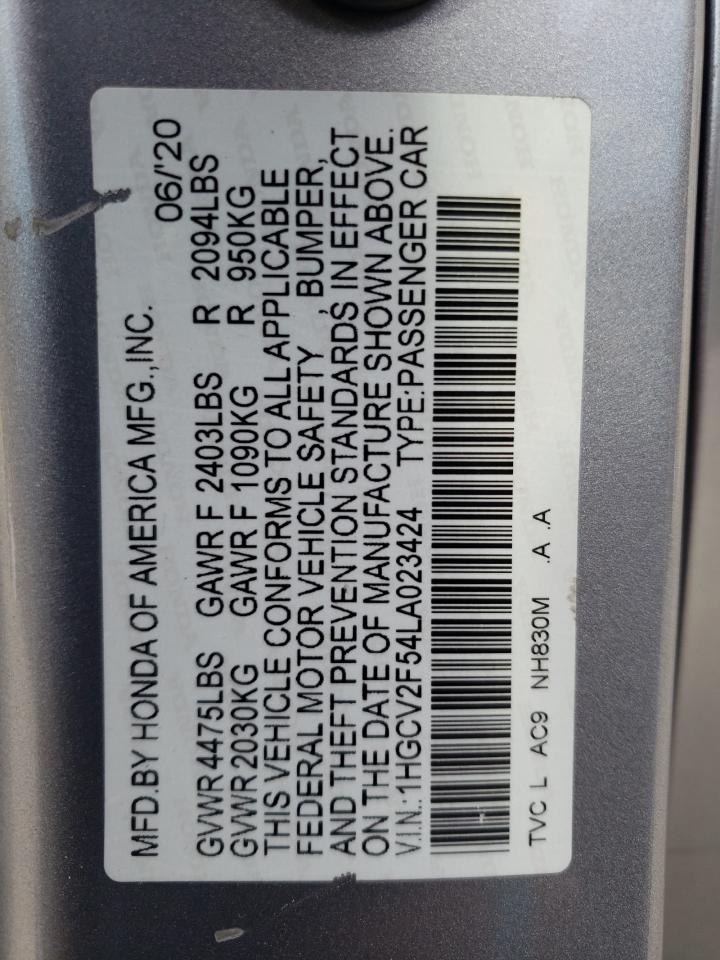 MFD.BY HONDA OF AMERICA MFG.,INC. 06/'20
GVWR 4475LBS GAWR F 2403LBS R 2094LBS
GVWR 2030KG GAWR F 1090KG R 950KG
THIS VEHICLE CONFORMS TO ALL APPLICABLE
FEDERAL MOTOR VEHICLE SAFETY , BUMPER,
AND THEFT PREVENTION STANDARDS IN EFFECT
ON THE DATE OF MANUFACTURE SHOWN ABOVE.
V.I.N.:1HGCV2F54LA023424 TYPE:PASSENGER CAR
TVC L AC9 NH830M .A .A